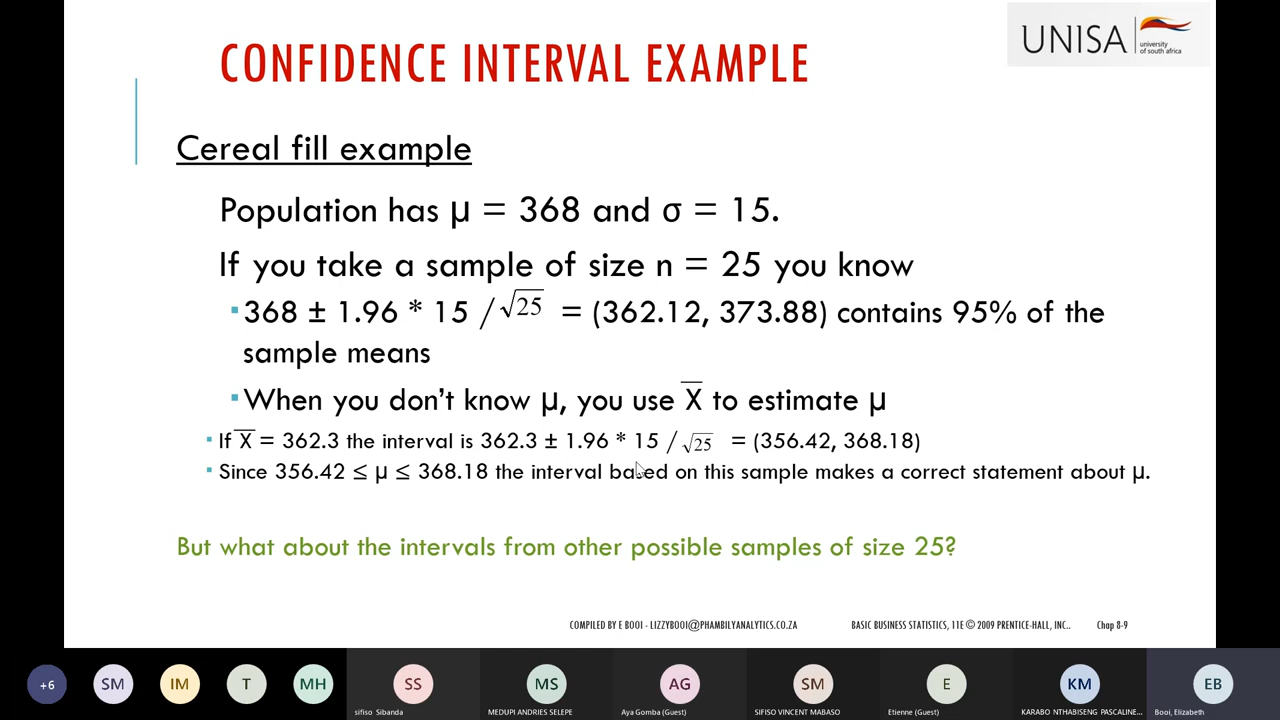 UNISA
university
of south africa
CONFIDENCE INTERVAL EXAMPLE
Cereal fill example
Population has μ = 368 and σ = 15.
If you take a sample of size n = 25 you know
▪368 ± 1.96 * 15 /√25 = (362.12, 373.88) contains 95% of the
sample means
▪When you don't know μ, you use X̅ to estimate μ
▪ If X̅ = 362.3 the interval is 362.3 ± 1.96 * 15 /√25 = (356.42, 368.18)
▪ Since 356.42 ≤ μ ≤ 368.18 the interval based on this sample makes a correct statement about μ.
But what about the intervals from other possible samples of size 25?
COMPILED BY E BOOI - LIZZYBOOI@PHAMBILYANALYTICS.CO.ZA BASIC BUSINESS STATISTICS, 11E © 2009 PRENTICE-HALL, INC.. Chap 8-9
+6 SM IM T MH SS MS AG SM E KM EB
sifiso Sibanda MEDUPI ANDRIES SELEPE Aya Gomba (Guest) SIFISO VINCENT MABASO Etienne (Guest) KARABO NTHABISENG PASCALINE... Booi, Elizabeth